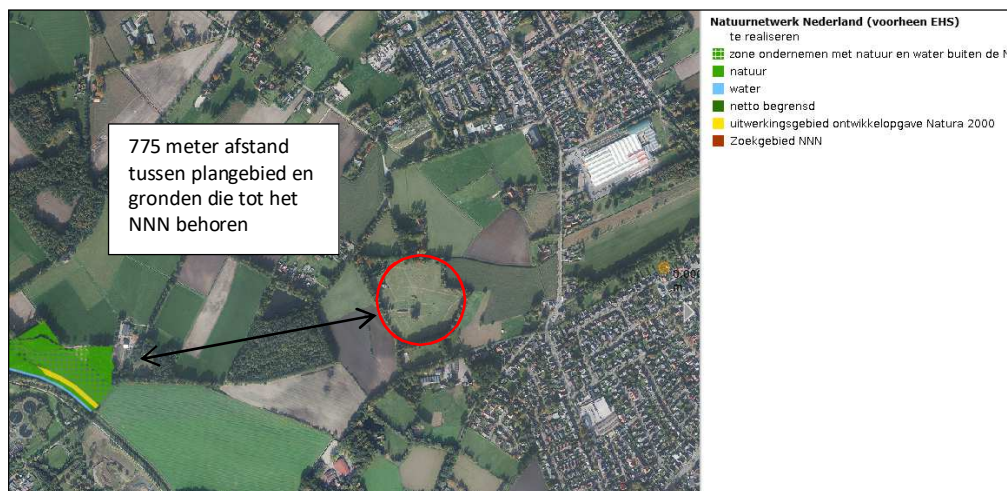 775 meter afstand
tussen plangebied en
gronden die tot het
NNN behoren
Natuurnetwerk Nederland (voorheen EHS)
te realiseren
zone ondernemen met natuur en water buiten de N
natuur
water
netto begrensd
uitwerkingsgebied ontwikkelopgave Natura 2000
Zoekgebied NNN